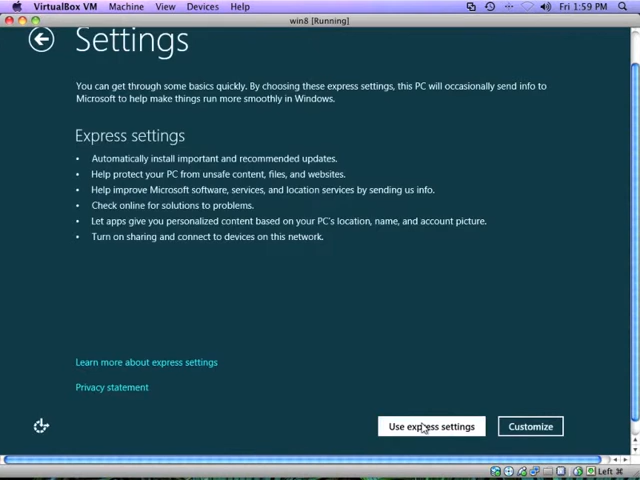 VirtualBox VM Machine View Devices Help Fri 1:59 PM
win8 [Running]
Settings
You can get through some basics quickly. By choosing these express settings, this PC will occasionally send info to
Microsoft to help make things run more smoothly in Windows.
Express settings
• Automatically install important and recommended updates.
• Help protect your PC from unsafe content, files, and websites.
• Help improve Microsoft software, services, and location services by sending us info.
• Check online for solutions to problems.
• Let apps give you personalized content based on your PC's location, name, and account picture.
• Turn on sharing and connect to devices on this network.
Learn more about express settings
Privacy statement
Use express settings Customize
Left ⌘